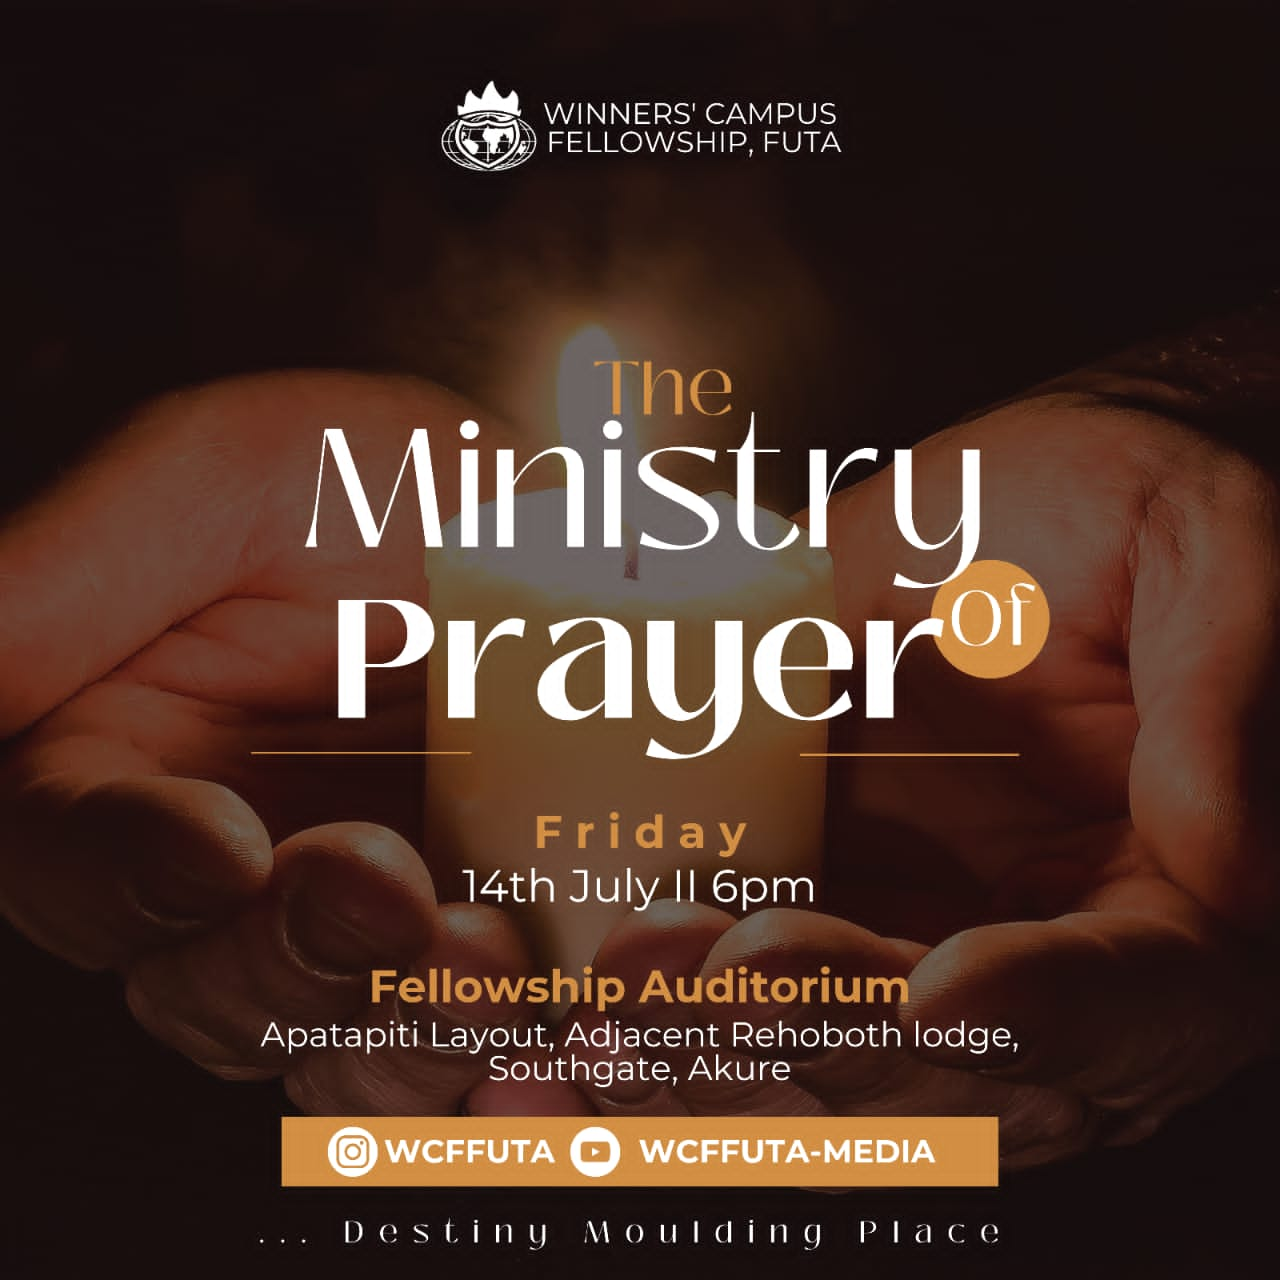 WINNERS' CAMPUS
FELLOWSHIP, FUTA
The
Ministry
Of
Prayer
Friday
14th July II 6pm
Fellowship Auditorium
Apatapiti Layout, Adjacent Rehoboth lodge,
Southgate, Akure
WCFFUTA WCFFUTA-MEDIA
... Destiny Moulding Place